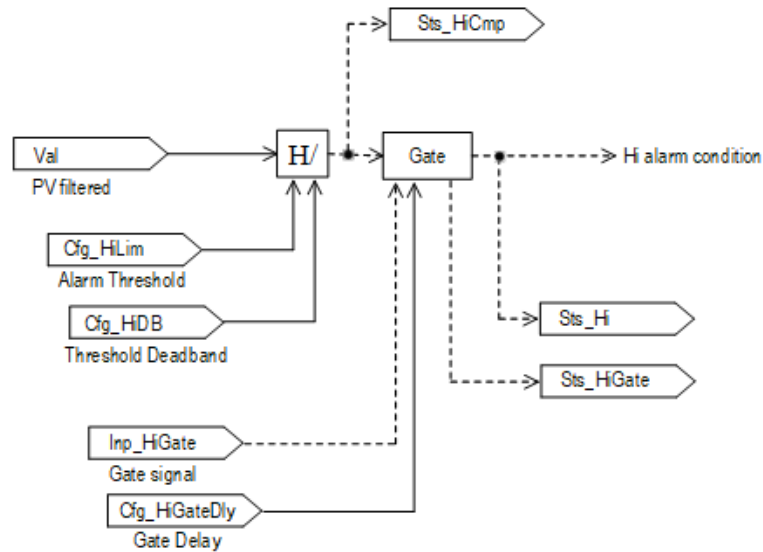 Sts_HiCmp
Val
H/
Gate
Hi alarm condition
PV filtered
Cfg_HiLim
Alarm Threshold
Cfg_HiDB
Sts_Hi
Threshold Deadband
Sts_HiGate
Inp_HiGate
Gate signal
Cfg_HiGateDly
Gate Delay